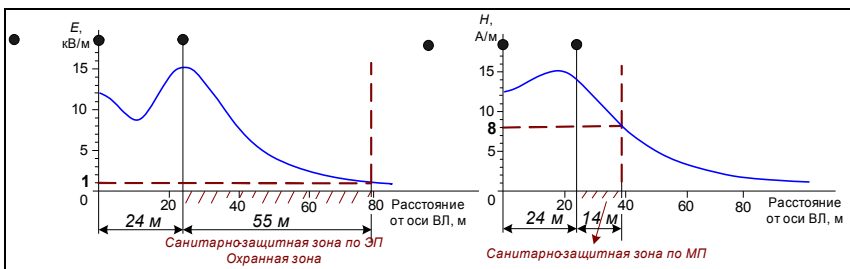 E,
кВ/м
15
10
5
1
0
20
40
60
80
Расстояние
от оси ВЛ, м
24 м
55 м
Санитарно-защитная зона по ЭП
Охранная зона
H,
А/м
15
10
8
5
0
20
40
60
80
Расстояние
от оси ВЛ, м
24 м
14 м
Санитарно-защитная зона по МП